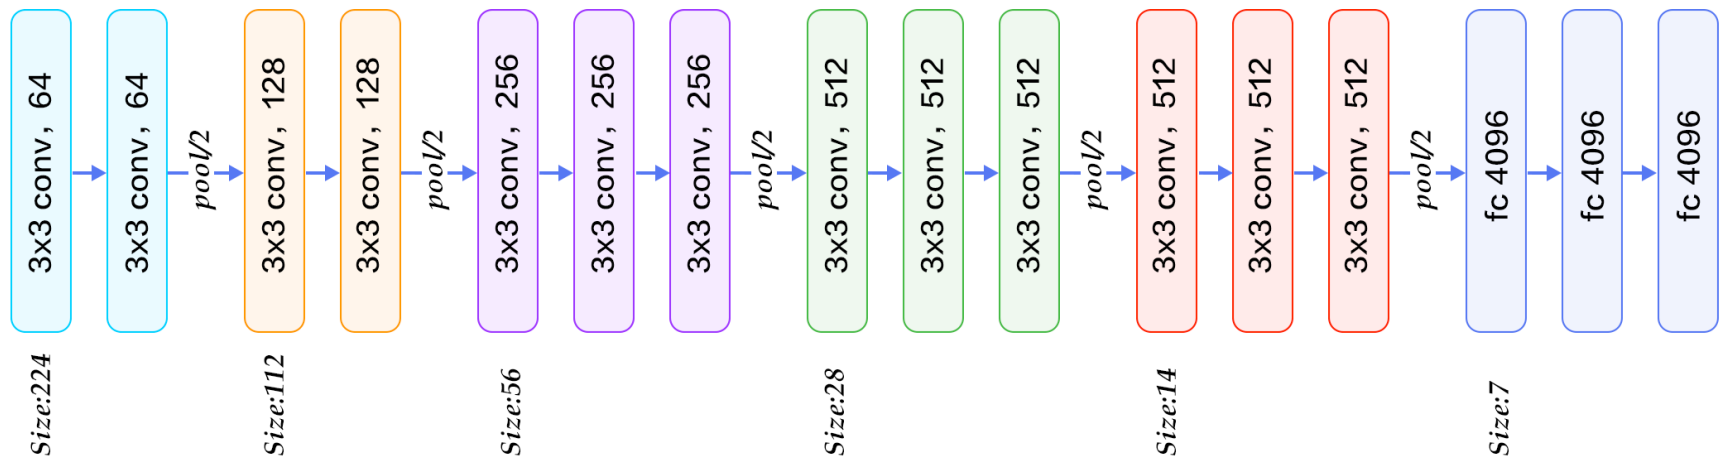 3x3 conv, 64
3x3 conv, 64
pool/2
3x3 conv, 128
3x3 conv, 128
pool/2
3x3 conv, 256
3x3 conv, 256
3x3 conv, 256
pool/2
3x3 conv, 512
3x3 conv, 512
3x3 conv, 512
pool/2
3x3 conv, 512
3x3 conv, 512
3x3 conv, 512
pool/2
fc 4096
fc 4096
fc 4096
Size:224
Size:112
Size:56
Size:28
Size:14
Size:7